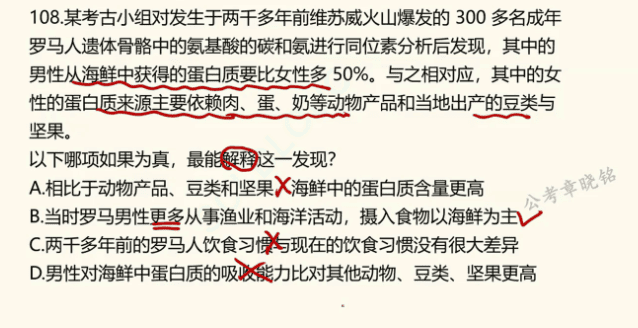 108.某考古小组对发生于两千多年前维苏威火山爆发的 300 多名成年
罗马人遗体骨骼中的氨基酸的碳和氮进行同位素分析后发现，其中的
男性从海鲜中获得的蛋白质要比女性多 50%。与之相对应，其中的女
性的蛋白质来源主要依赖肉、蛋、奶等动物产品和当地出产的豆类与
坚果。
以下哪项如果为真，最能解释这一发现？
A.相比于动物产品、豆类和坚果，海鲜中的蛋白质含量更高
B.当时罗马男性更多从事渔业和海洋活动，摄入食物以海鲜为主
C.两千多年前的罗马人饮食习惯与现在的饮食习惯没有很大差异
D.男性对海鲜中蛋白质的吸收能力比对其他动物、豆类、坚果更高
公考章晓铭